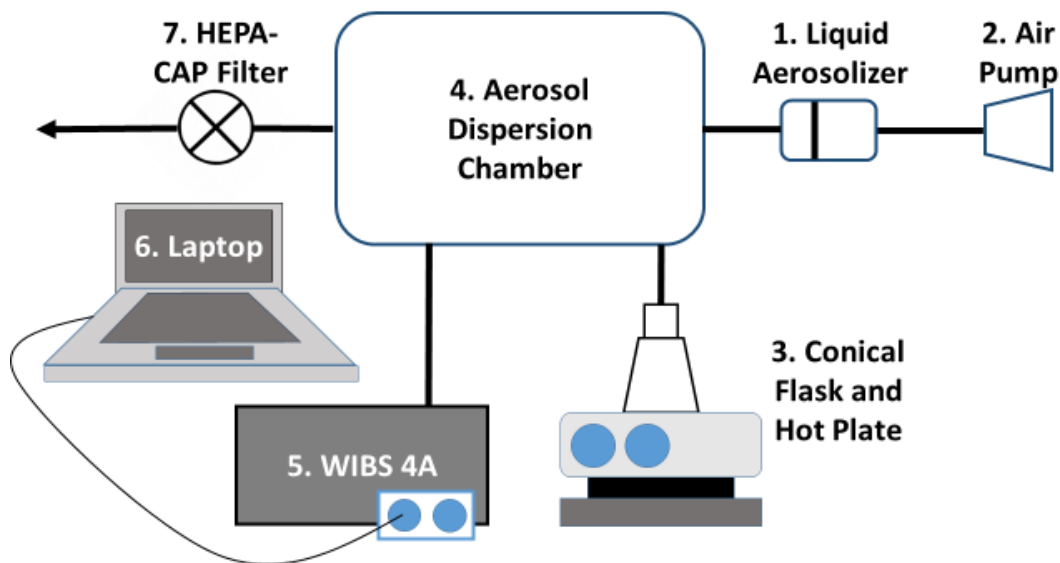 7. HEPA-
CAP Filter
4. Aerosol
Dispersion
Chamber
1. Liquid
Aerosolizer
2. Air
Pump
6. Laptop
3. Conical
Flask and
Hot Plate
5. WIBS 4A